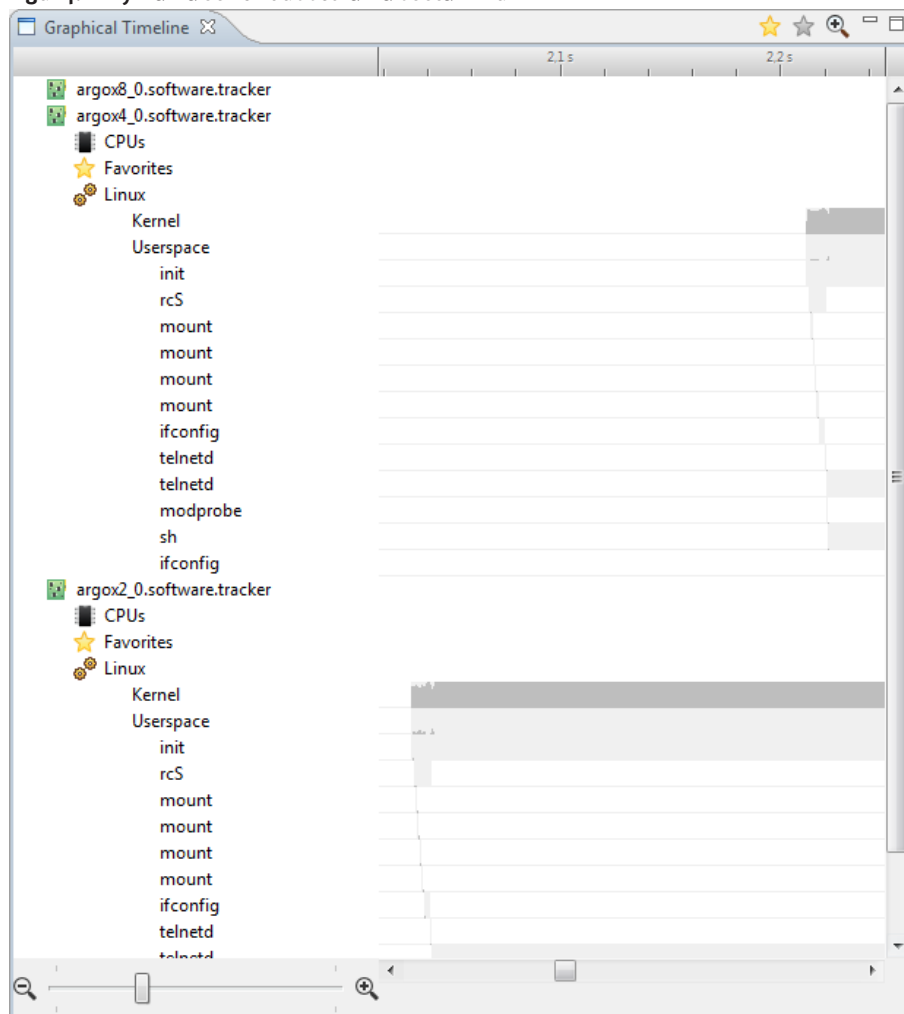 Graphical Timeline
2,1 s 2,2 s
argox8_0.software.tracker
argox4_0.software.tracker
CPUs
Favorites
Linux
Kernel
Userspace
init
rcS
mount
mount
mount
mount
ifconfig
telnetd
telnetd
modprobe
sh
ifconfig
argox2_0.software.tracker
CPUs
Favorites
Linux
Kernel
Userspace
init
rcS
mount
mount
mount
mount
ifconfig
telnetd
telnetd